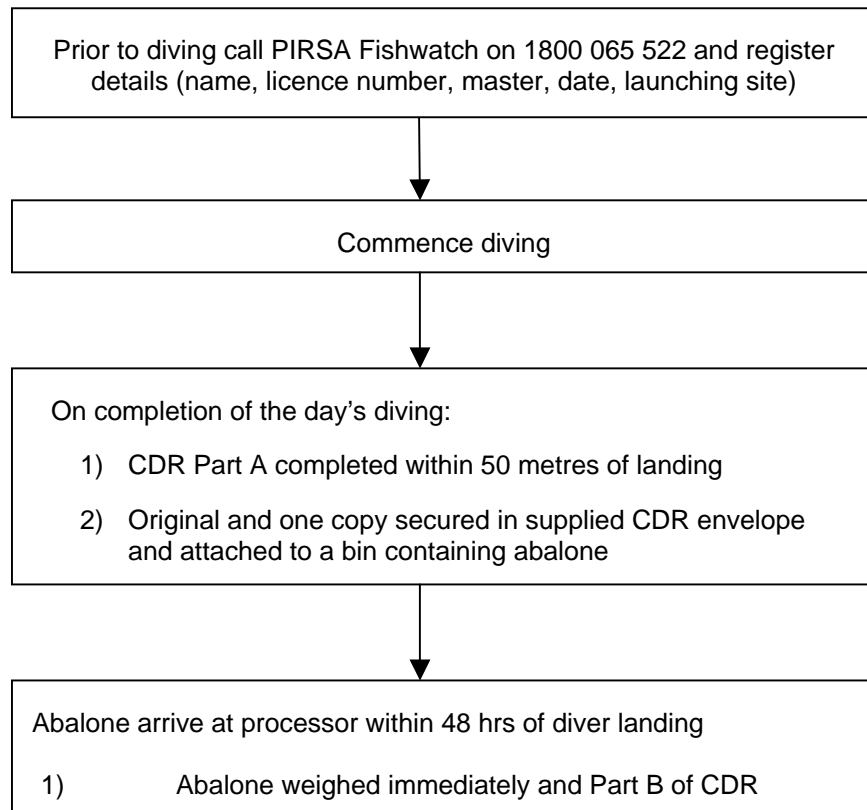 Prior to diving call PIRSA Fishwatch on 1800 065 522 and register
details (name, licence number, master, date, launching site)
Commence diving
On completion of the day’s diving:
1) CDR Part A completed within 50 metres of landing
2) Original and one copy secured in supplied CDR envelope
and attached to a bin containing abalone
Abalone arrive at processor within 48 hrs of diver landing
1) Abalone weighed immediately and Part B of CDR